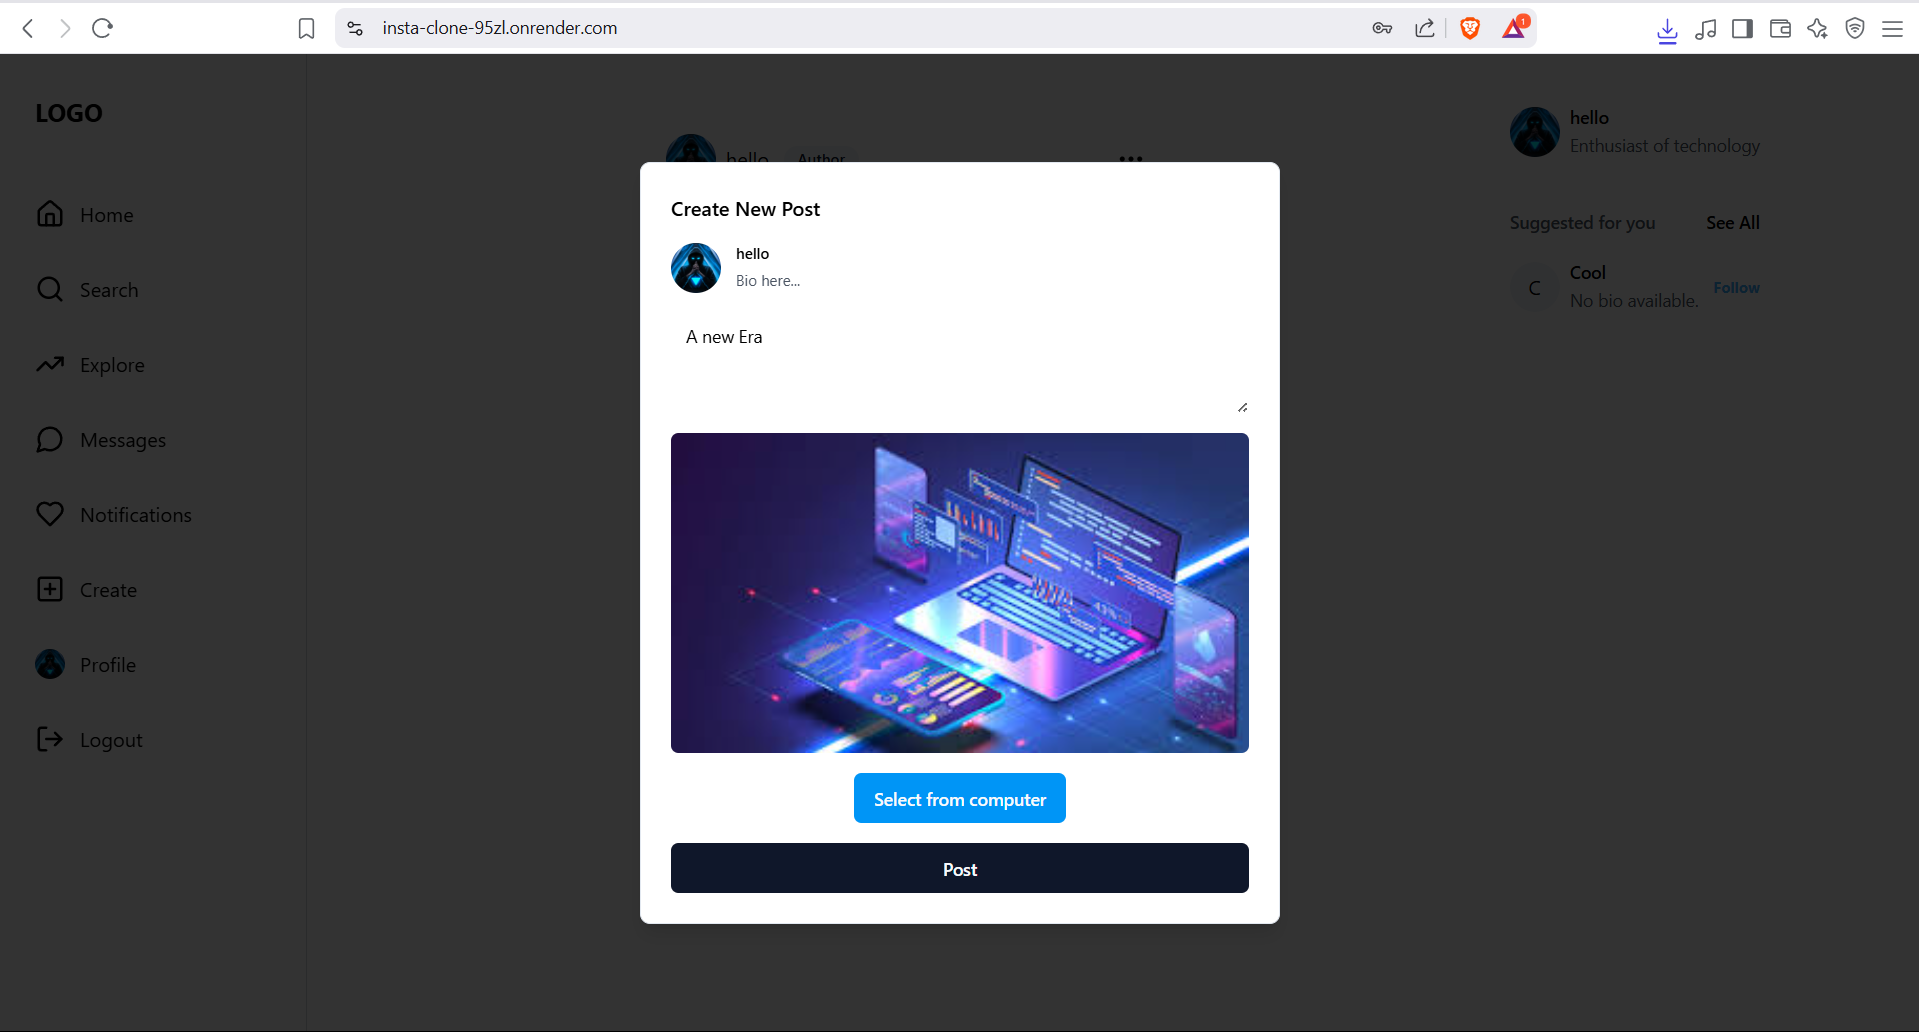 insta-clone-95zl.onrender.com
1
LOGO
Home
Search
Explore
Messages
Notifications
Create
Profile
Logout
hello Author
Create New Post
hello
Bio here...
A new Era
Select from computer
Post
hello
Enthusiast of technology
Suggested for you See All
C
Cool
No bio available.
Follow